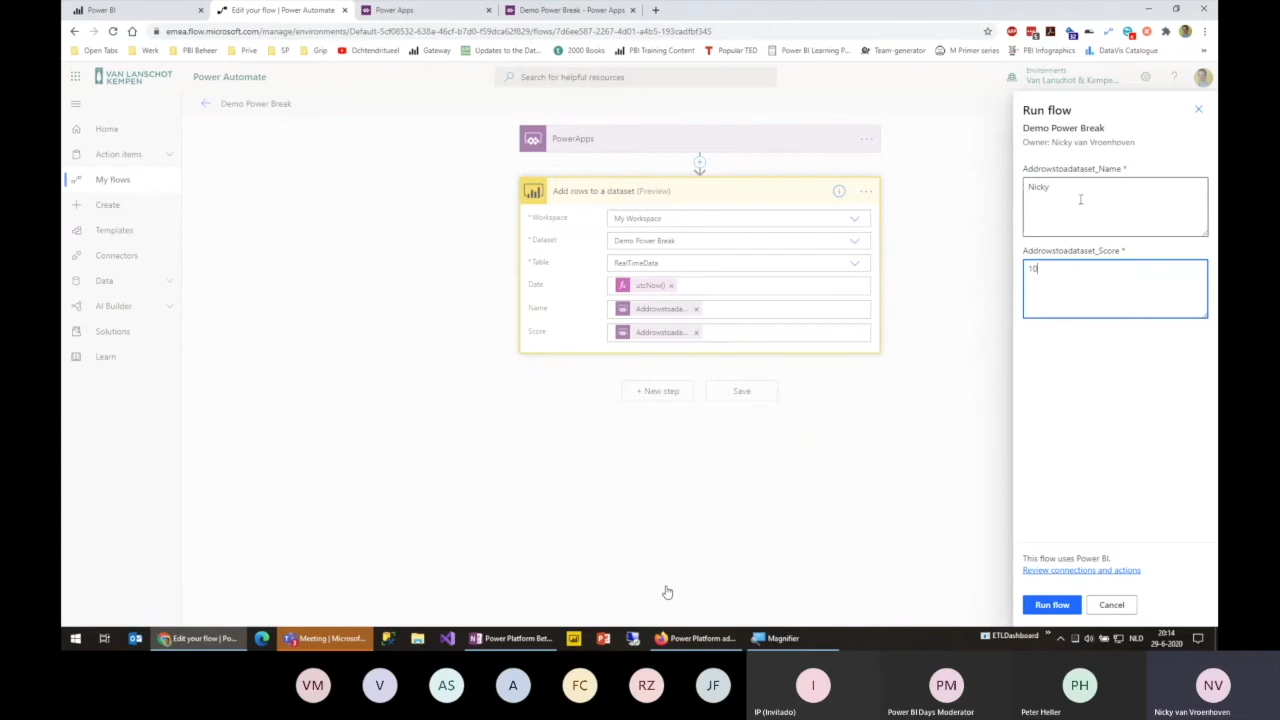 Power BI
Edit your flow | Power Automate
Power Apps
Demo Power Break - Power Apps
emea.flow.microsoft.com/manage/environments/Default-5cf08532-638a-46cf-b7d0-f59dca62f829/flows/7d6ee587-2267-4d01-a4b5-193cadfbf345
Open Tabs
Work
PBI Beheer
Prive
SP
Grip
Ochtendritueel
Gateway
Updates to the Dat...
2000 Books
PBI Training Content
Popular TED
Power BI Learning P...
Team-generator
M Primer series
PBI Infographics
DataVis Catalogue
VAN LANSCHOT
KEMPEN
Power Automate
Search for helpful resources
Environments
Van Lanschot & Kempe...
Demo Power Break
Home
Action items
My flows
Create
Templates
Connectors
Data
AI Builder
Solutions
Learn
PowerApps
Add rows to a dataset (Preview)
* Workspace
My Workspace
* Dataset
Demo Power Break
* Table
RealTimeData
Date
utcNow()
Name
Addrowstoada...
Score
Addrowstoada...
+ New step
Save
Run flow
Demo Power Break
Owner: Nicky van Vroenhoven
Addrowstoadataset_Name *
Nicky
Addrowstoadataset_Score *
10
This flow uses Power BI.
Review connections and actions
Run flow
Cancel
Edit your flow | Po...
Meeting | Microsof...
Power Platform Bet...
Power Platform ad...
Magnifier
ETLDashboard
NLD
20:14
29-6-2020
VM
V
AS
A
FC
RZ
JF
I
IP (Invitado)
PM
Power BI Days Moderator
PH
Peter Heller
NV
Nicky van Vroenhoven